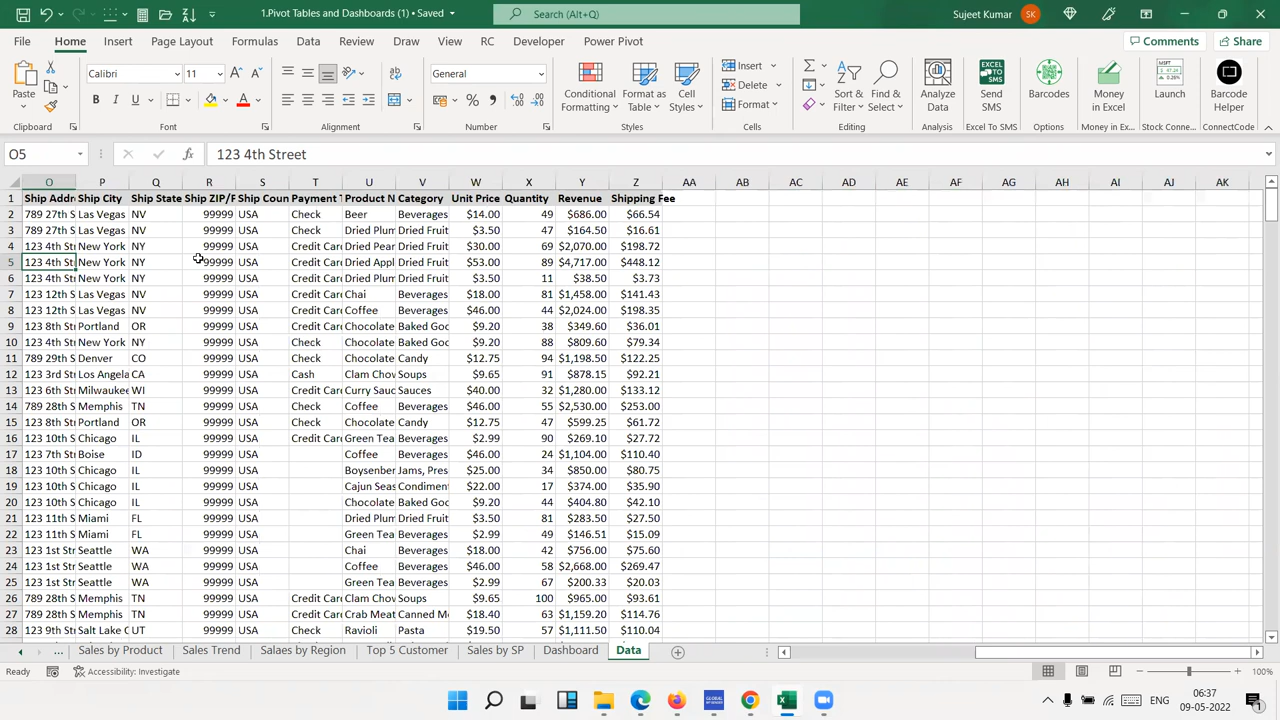 1.Pivot Tables and Dashboards (1) • Saved
Search (Alt+Q)
Sujeet Kumar
SK
File Home Insert Page Layout Formulas Data Review View Draw RC Developer Power Pivot
Comments
Share
Paste
Clipboard
Calibri 11
B I U
Font
Alignment
General
Number
Conditional Formatting
Format as Table
Cell Styles
Styles
Insert
Delete
Format
Cells
Sort & Filter
Find & Select
Editing
Analyze Data
Analysis
Send SMS
Excel To SMS
Barcodes
Options
Money in Excel
Money in Ex...
Launch
Stock Conne...
Barcode Helper
ConnectCode
O5
fx
123 4th Street
O P Q R S T U V W X Y Z AA AB AC AD AE AF AG AH AI AJ AK
1 Ship Addr Ship City Ship State Ship ZIP/P Ship Coun Payment T Product N Category Unit Price Quantity Revenue Shipping Fee
2 789 27th S Las Vegas NV 99999 USA Check Beer Beverages $14.00 49 $686.00 $66.54
3 789 27th S Las Vegas NV 99999 USA Check Dried Plum Dried Fruit $3.50 47 $164.50 $16.61
4 123 4th Str New York NY 99999 USA Credit Card Dried Pear Dried Fruit $30.00 69 $2,070.00 $198.72
5 123 4th Str New York NY 99999 USA Credit Card Dried Appl Dried Fruit $53.00 89 $4,717.00 $448.12
6 123 4th Str New York NY 99999 USA Credit Card Dried Plum Dried Fruit $3.50 11 $38.50 $3.73
7 123 12th S Las Vegas NV 99999 USA Credit Card Chai Beverages $18.00 81 $1,458.00 $141.43
8 123 12th S Las Vegas NV 99999 USA Credit Card Coffee Beverages $46.00 44 $2,024.00 $198.35
9 123 8th Str Portland OR 99999 USA Credit Card Chocolate Baked Goo $9.20 38 $349.60 $36.01
10 123 4th Str New York NY 99999 USA Check Chocolate Baked Goo $9.20 88 $809.60 $79.34
11 789 29th S Denver CO 99999 USA Check Chocolate Candy $12.75 94 $1,198.50 $122.25
12 123 3rd Str Los Angela CA 99999 USA Cash Clam Chov Soups $9.65 91 $878.15 $92.21
13 123 6th Str Milwaukee WI 99999 USA Credit Card Curry Sauc Sauces $40.00 32 $1,280.00 $133.12
14 789 28th S Memphis TN 99999 USA Check Coffee Beverages $46.00 55 $2,530.00 $253.00
15 123 8th Str Portland OR 99999 USA Check Chocolate Candy $12.75 47 $599.25 $61.72
16 123 10th S Chicago IL 99999 USA Credit Card Green Tea Beverages $2.99 90 $269.10 $27.72
17 123 7th Str Boise ID 99999 USA Coffee Beverages $46.00 24 $1,104.00 $110.40
18 123 10th S Chicago IL 99999 USA Boysenber Jams, Pres $25.00 34 $850.00 $80.75
19 123 10th S Chicago IL 99999 USA Cajun Seas Condiment $22.00 17 $374.00 $35.90
20 123 10th S Chicago IL 99999 USA Chocolate Baked Goo $9.20 44 $404.80 $42.10
21 123 11th S Miami FL 99999 USA Dried Plum Dried Fruit $3.50 81 $283.50 $27.50
22 123 11th S Miami FL 99999 USA Green Tea Beverages $2.99 49 $146.51 $15.09
23 123 1st Str Seattle WA 99999 USA Chai Beverages $18.00 42 $756.00 $75.60
24 123 1st Str Seattle WA 99999 USA Coffee Beverages $46.00 58 $2,668.00 $269.47
25 123 1st Str Seattle WA 99999 USA Green Tea Beverages $2.99 67 $200.33 $20.03
26 789 28th S Memphis TN 99999 USA Credit Card Clam Chov Soups $9.65 100 $965.00 $93.61
27 789 28th S Memphis TN 99999 USA Credit Card Crab Meat Canned Me $18.40 63 $1,159.20 $114.76
28 123 9th Str Salt Lake C UT 99999 USA Check Ravioli Pasta $19.50 57 $1,111.50 $110.04
... Sales by Product Sales Trend Salaes by Region Top 5 Customer Sales by SP Dashboard Data
Ready Accessibility: Investigate
100%
ENG
06:37
09-05-2022